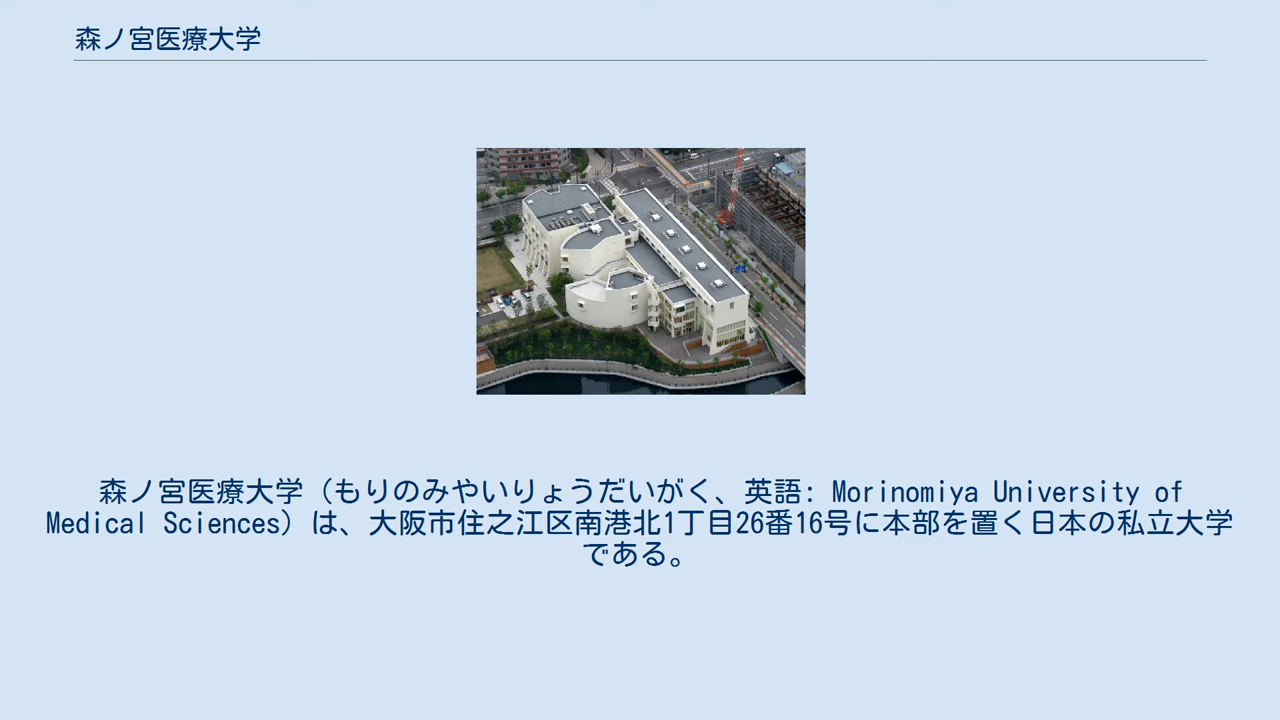 森ノ宮医療大学
森ノ宮医療大学（もりのみやいりょうだいがく、英語: Morinomiya University of
Medical Sciences）は、大阪市住之江区南港北1丁目26番16号に本部を置く日本の私立大学
である。